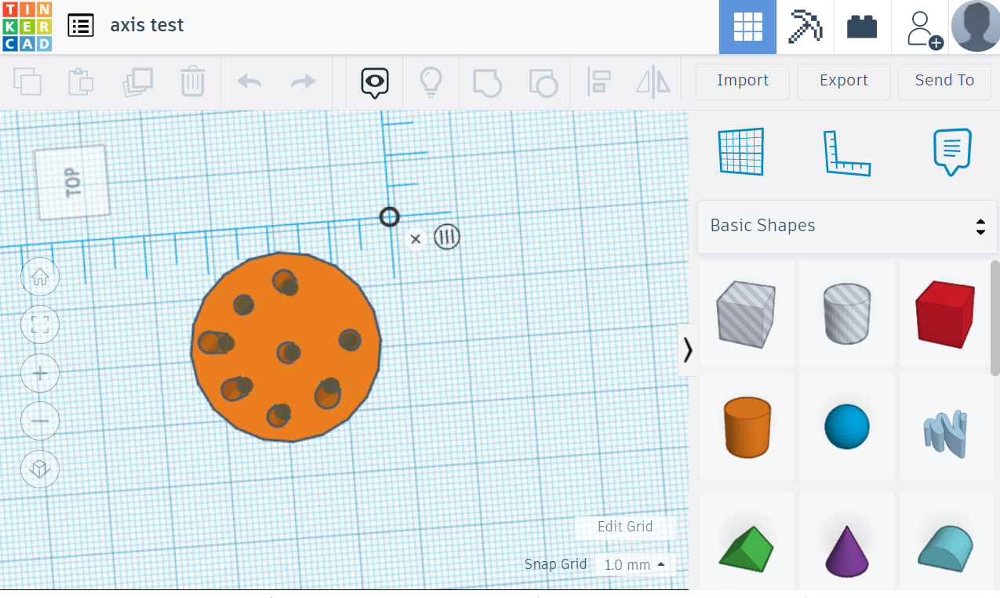 TIN
KER
CAD
axis test
Import
Export
Send To
TOP
Basic Shapes
Edit Grid
Snap Grid
1.0 mm